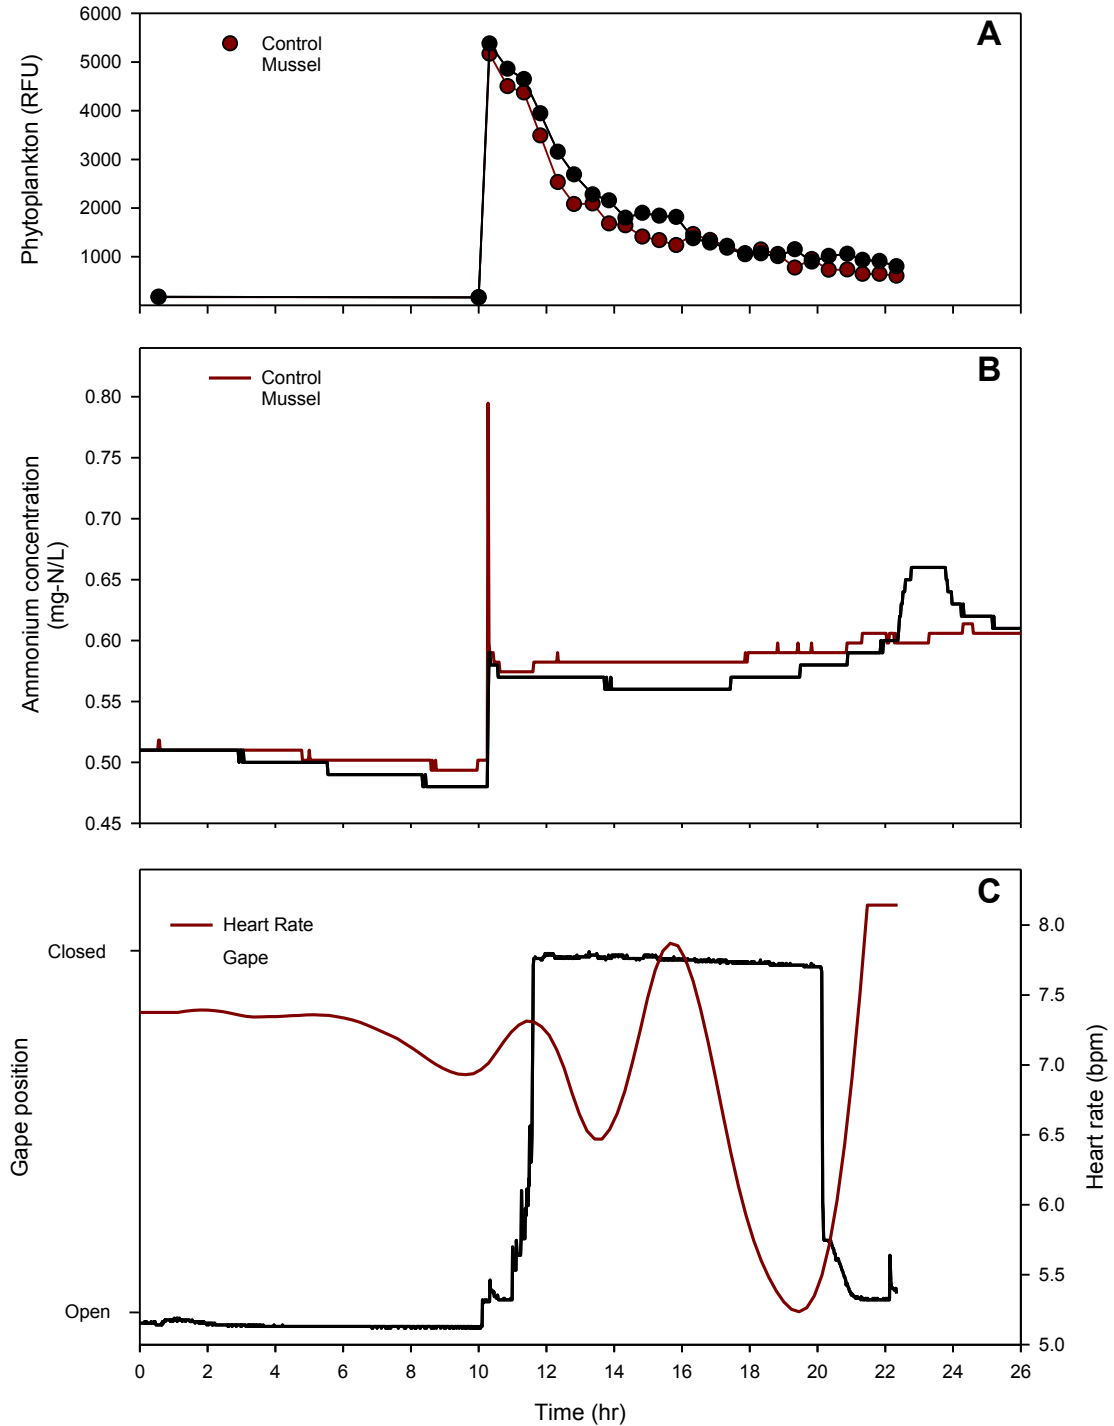 A
Control
Mussel
Phytoplankton (RFU)
6000
5000
4000
3000
2000
1000
B
Control
Mussel
Ammonium concentration
(mg-N/L)
0.80
0.75
0.70
0.65
0.60
0.55
0.50
0.45
C
Heart Rate
Gape
Gape position
Closed
Open
8.0
7.5
7.0
6.5
6.0
5.5
5.0
Heart rate (bpm)
0 2 4 6 8 10 12 14 16 18 20 22 24 26
Time (hr)